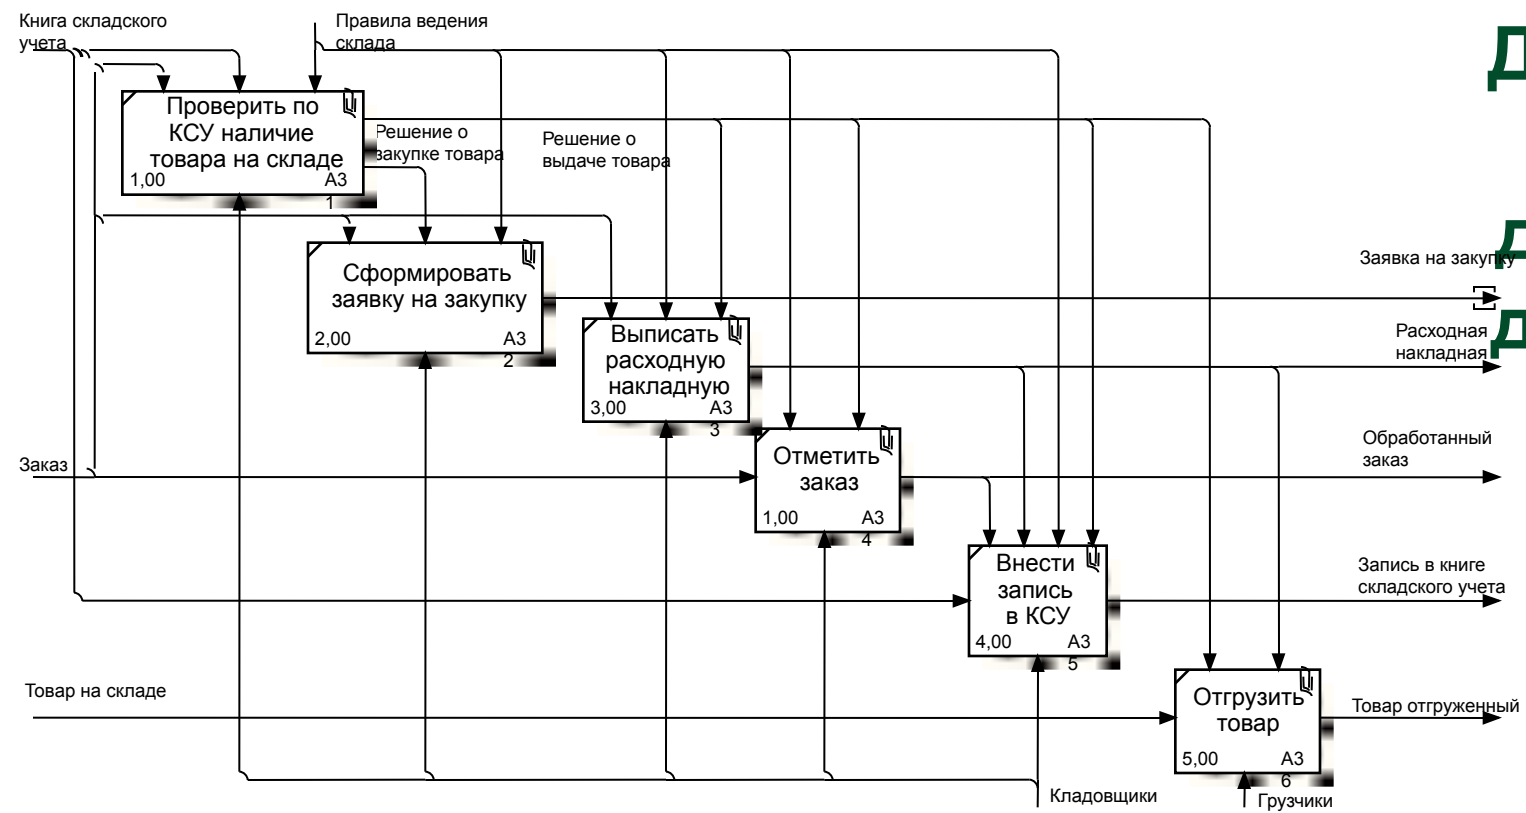 Книга складского
учета
Правила ведения
склада
Д
Проверить по
КСУ наличие
товара на складе
1,00 А3
1
Решение о
закупке товара
Решение о
выдаче товара
Д
Заявка на закупку
Сформировать
заявку на закупку
2,00 А3
2
Д
Расходная
накладная
Выписать
расходную
накладную
3,00 А3
3
Обработанный
заказ
Заказ
Отметить
заказ
1,00 А3
4
Внести
запись
в КСУ
4,00 А3
5
Запись в книге
складского учета
Товар на складе
Отгрузить
товар
5,00 А3
6
Товар отгруженный
Кладовщики
Грузчики